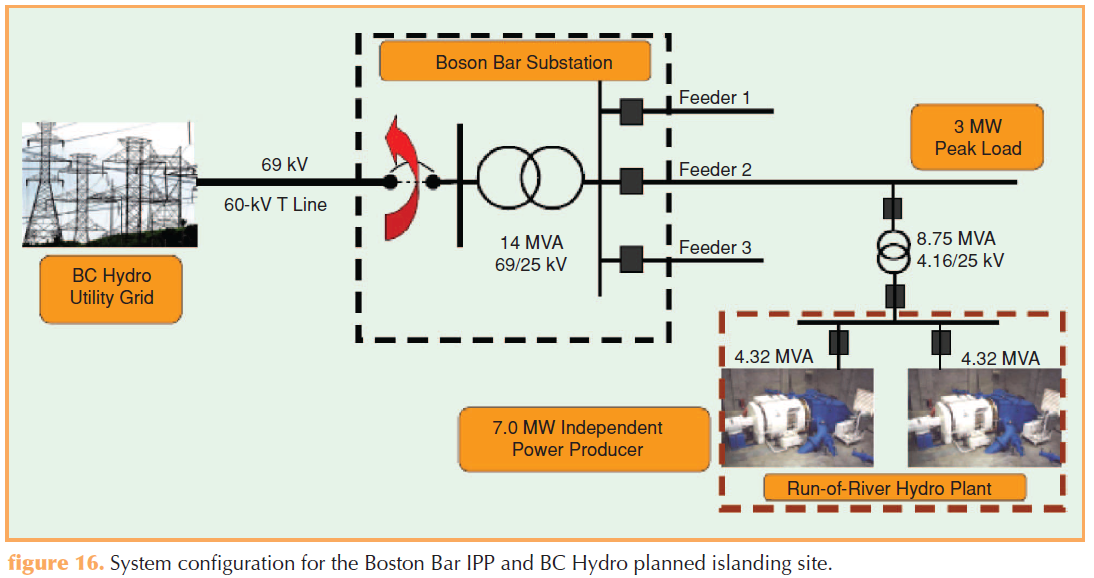 Boson Bar Substation
Feeder 1
3 MW
Peak Load
69 kV
Feeder 2
60-kV T Line
14 MVA
69/25 kV
Feeder 3
8.75 MVA
4.16/25 kV
BC Hydro
Utility Grid
4.32 MVA
4.32 MVA
7.0 MW Independent
Power Producer
Run-of-River Hydro Plant
figure 16. System configuration for the Boston Bar IPP and BC Hydro planned islanding site.